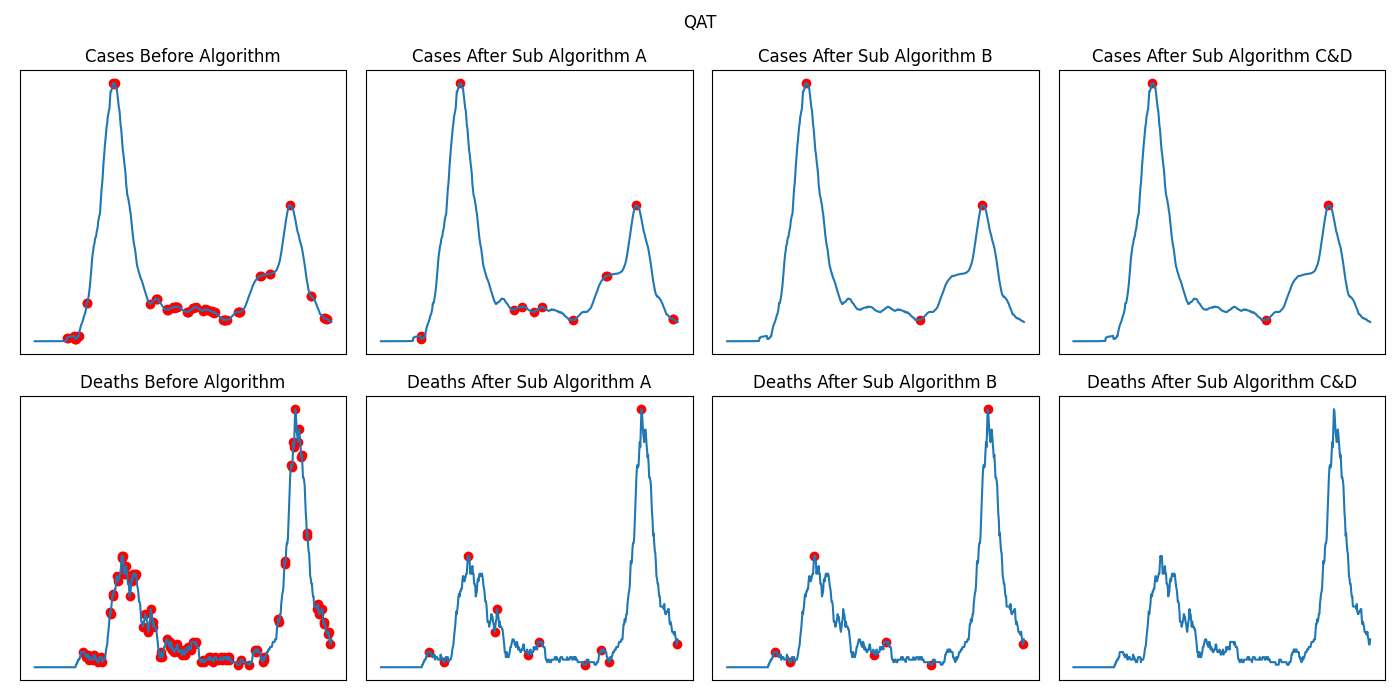 QAT
Cases Before Algorithm
Cases After Sub Algorithm A
Cases After Sub Algorithm B
Cases After Sub Algorithm C&D
Deaths Before Algorithm
Deaths After Sub Algorithm A
Deaths After Sub Algorithm B
Deaths After Sub Algorithm C&D